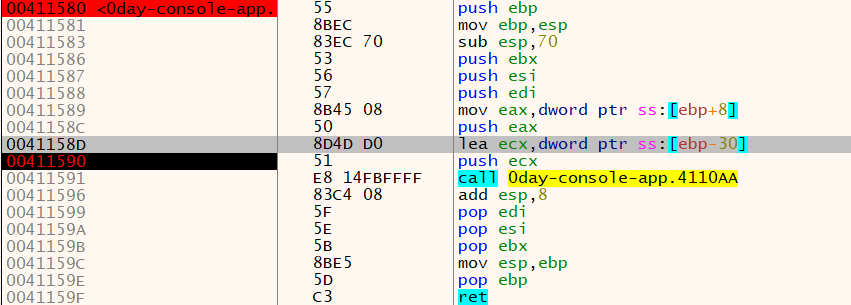 00411580 <0day-console-app. 55 push ebp
00411581 8BEC mov ebp,esp
00411583 83EC 70 sub esp,70
00411586 53 push ebx
00411587 56 push esi
00411588 57 push edi
00411589 8B45 08 mov eax,dword ptr ss:[ebp+8]
0041158C 50 push eax
0041158D 8D4D D0 lea ecx,dword ptr ss:[ebp-30]
00411590 51 push ecx
00411591 E8 14FBFFFF call 0day-console-app.4110AA
00411596 83C4 08 add esp,8
00411599 5F pop edi
0041159A 5E pop esi
0041159B 5B pop ebx
0041159C 8BE5 mov esp,ebp
0041159E 5D pop ebp
0041159F C3 ret